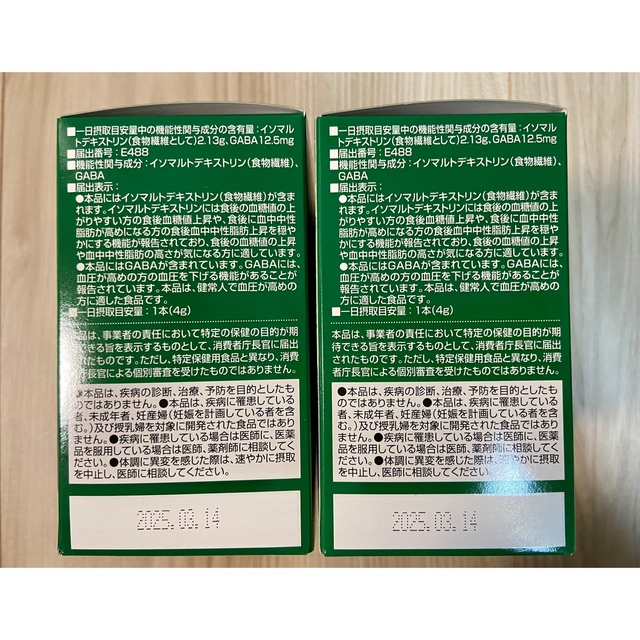 ■一日摂取目安量中の機能性関与成分の含有量：イソマル
トデキストリン(食物繊維として)2.13g、GABA12.5mg
■届出番号：E488
■機能性関与成分：イソマルトデキストリン(食物繊維)、
GABA
■届出表示：
●本品にはイソマルトデキストリン(食物繊維)が含ま
れます。イソマルトデキストリンには食後の血糖値の上
がりやすい方の食後血糖値上昇や、食後に血中中性
脂肪が高めになる方の食後血中中性脂肪上昇を穏や
かにする機能が報告されており、食後の血糖値の上昇
や血中中性脂肪の高さが気になる方に適しています。
●本品にはGABAが含まれています。GABAには、
血圧が高めの方の血圧を下げる機能があることが
報告されています。本品は、健常人で血圧が高めの
方に適した食品です。
■一日摂取目安量：1本(4g)
本品は、事業者の責任において特定の保健の目的が期
待できる旨を表示するものとして、消費者庁長官に届出
されたものです。ただし、特定保健用食品と異なり、消費
者庁長官による個別審査を受けたものではありません。
●本品は、疾病の診断、治療、予防を目的としたも
のではありません。●本品は、疾病に罹患している
者、未成年者、妊産婦(妊娠を計画している者を含
む。)及び授乳婦を対象に開発された食品ではあり
ません。●疾病に罹患している場合は医師に、医薬
品を服用している場合は医師、薬剤師に相談してく
ださい。●体調に異変を感じた際は、速やかに摂取
を中止し、医師に相談してください。
2025.03.14
■一日摂取目安量中の機能性関与成分の含有量：イソマル
トデキストリン(食物繊維として)2.13g、GABA12.5mg
■届出番号：E488
■機能性関与成分：イソマルトデキストリン(食物繊維)、
GABA
■届出表示：
●本品にはイソマルトデキストリン(食物繊維)が含ま
れます。イソマルトデキストリンには食後の血糖値の上
がりやすい方の食後血糖値上昇や、食後に血中中性
脂肪が高めになる方の食後血中中性脂肪上昇を穏や
かにする機能が報告されており、食後の血糖値の上昇
や血中中性脂肪の高さが気になる方に適しています。
●本品にはGABAが含まれています。GABAには、
血圧が高めの方の血圧を下げる機能があることが
報告されています。本品は、健常人で血圧が高めの
方に適した食品です。
■一日摂取目安量：1本(4g)
本品は、事業者の責任において特定の保健の目的が期
待できる旨を表示するものとして、消費者庁長官に届出
されたものです。ただし、特定保健用食品と異なり、消費
者庁長官による個別審査を受けたものではありません。
●本品は、疾病の診断、治療、予防を目的としたも
のではありません。●本品は、疾病に罹患している
者、未成年者、妊産婦(妊娠を計画している者を含
む。)及び授乳婦を対象に開発された食品ではあり
ません。●疾病に罹患している場合は医師に、医薬
品を服用している場合は医師、薬剤師に相談してく
ださい。●体調に異変を感じた際は、速やかに摂取
を中止し、医師に相談してください。
2025.03.14